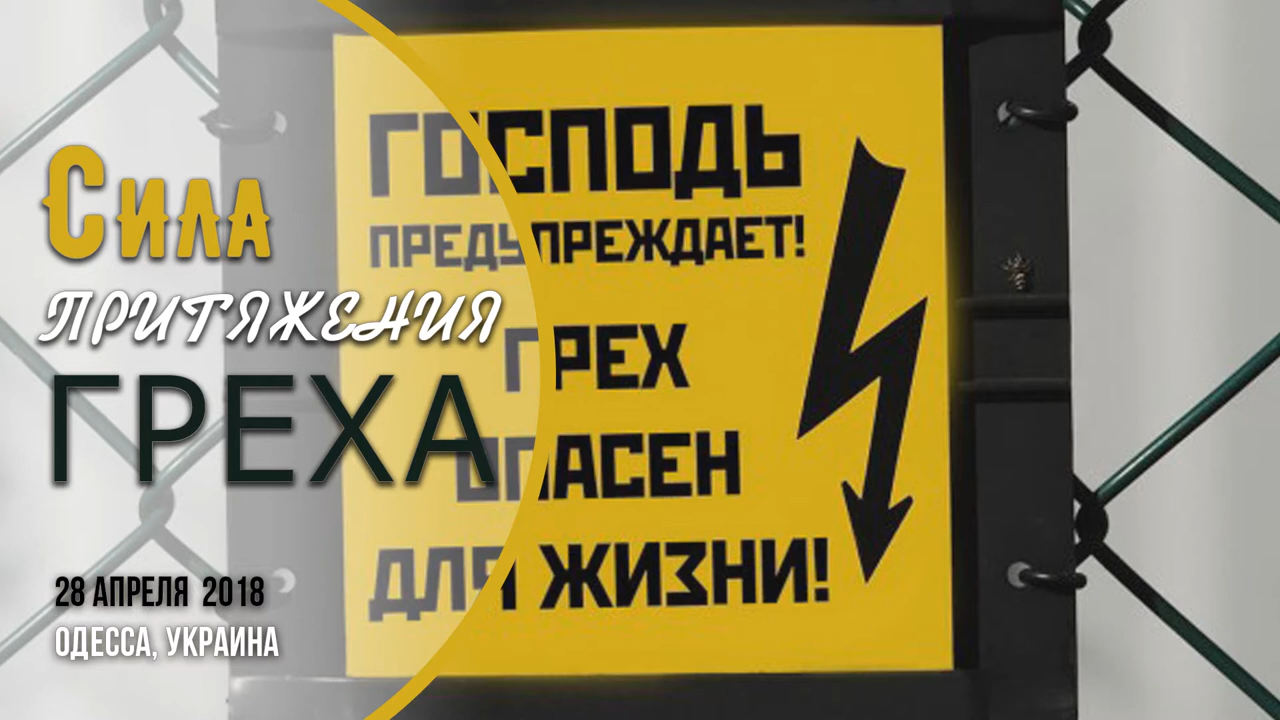 Сила
ПРИТЯЖЕНИЯ
ГРЕХА
28 АПРЕЛЯ 2018
ОДЕССА, УКРАИНА
ГОСПОДЬ
ПРЕДУПРЕЖДАЕТ!
ГРЕХ
ОПАСЕН
ДЛЯ ЖИЗНИ!